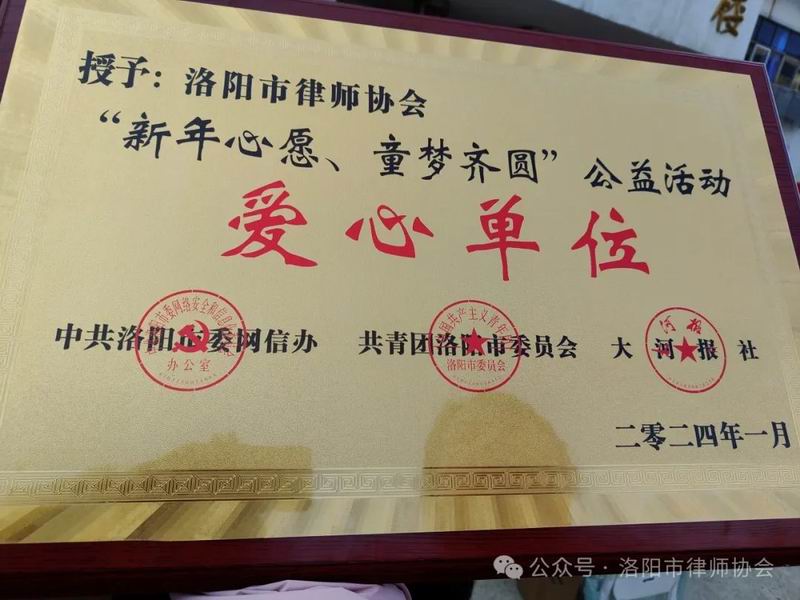 授予：洛阳市律师协会
“新年心愿、童梦齐圆”公益活动
爱心单位
中共洛阳市委网信办 共青团洛阳市委员会 大河报社
办公室
洛阳市委员会
二零二四年一月
公众号·洛阳市律师协会